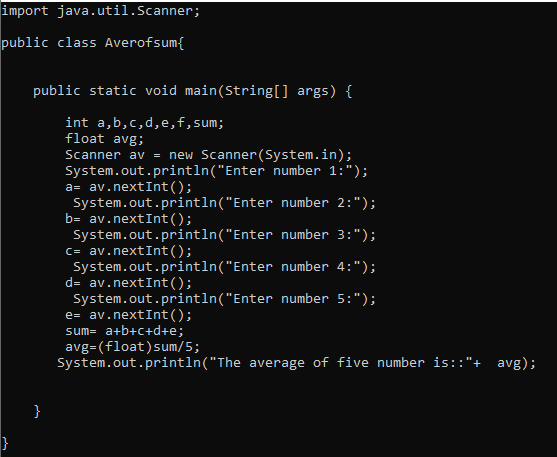 import java.util.Scanner;
public class Averofsum{
public static void main(String[] args) {
int a,b,c,d,e,f,sum;
float avg;
Scanner av = new Scanner(System.in);
System.out.println("Enter number 1:");
a= av.nextInt();
System.out.println("Enter number 2:");
b= av.nextInt();
System.out.println("Enter number 3:");
c= av.nextInt();
System.out.println("Enter number 4:");
d= av.nextInt();
System.out.println("Enter number 5:");
e= av.nextInt();
sum= a+b+c+d+e;
avg=(float)sum/5;
System.out.println("The average of five number is::"+  avg);
}
}